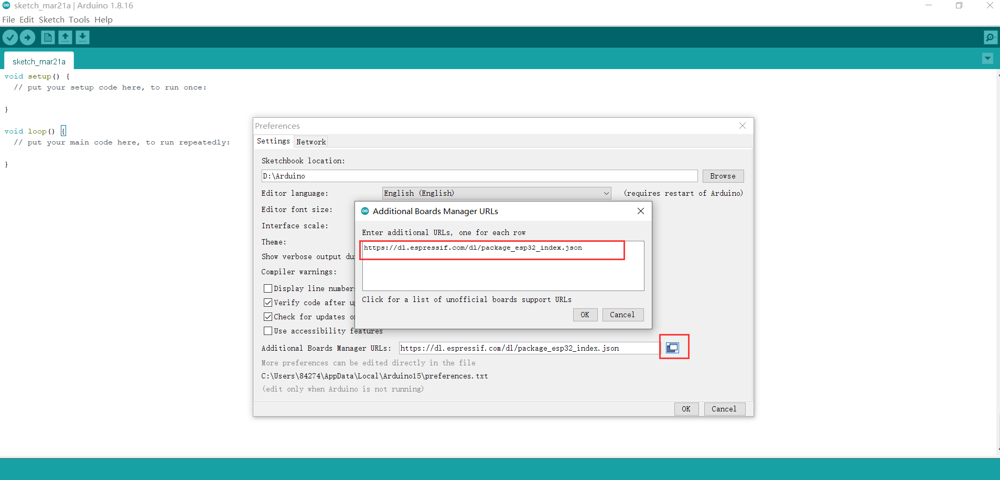 sketch_mar21a | Arduino 1.8.16
File Edit Sketch Tools Help
sketch_mar21a
void setup() {
// put your setup code here, to run once:
}
void loop() {
// put your main code here, to run repeatedly:
}
Preferences
Settings Network
Sketchbook location:
D:\Arduino Browse
Editor language: English (English) (requires restart of Arduino)
Editor font size:
Interface scale:
Theme:
Show verbose output du
Compiler warnings:
Display line number
Verify code after u
Check for updates o
Use accessibility features
Additional Boards Manager URLs
Enter additional URLs, one for each row
https://dl.espressif.com/dl/package_esp32_index.json
Click for a list of unofficial boards support URLs
OK Cancel
Additional Boards Manager URLs: https://dl.espressif.com/dl/package_esp32_index.json
More preferences can be edited directly in the file
C:\Users\84274\AppData\Local\Arduino15\preferences.txt
(edit only when Arduino is not running)
OK Cancel